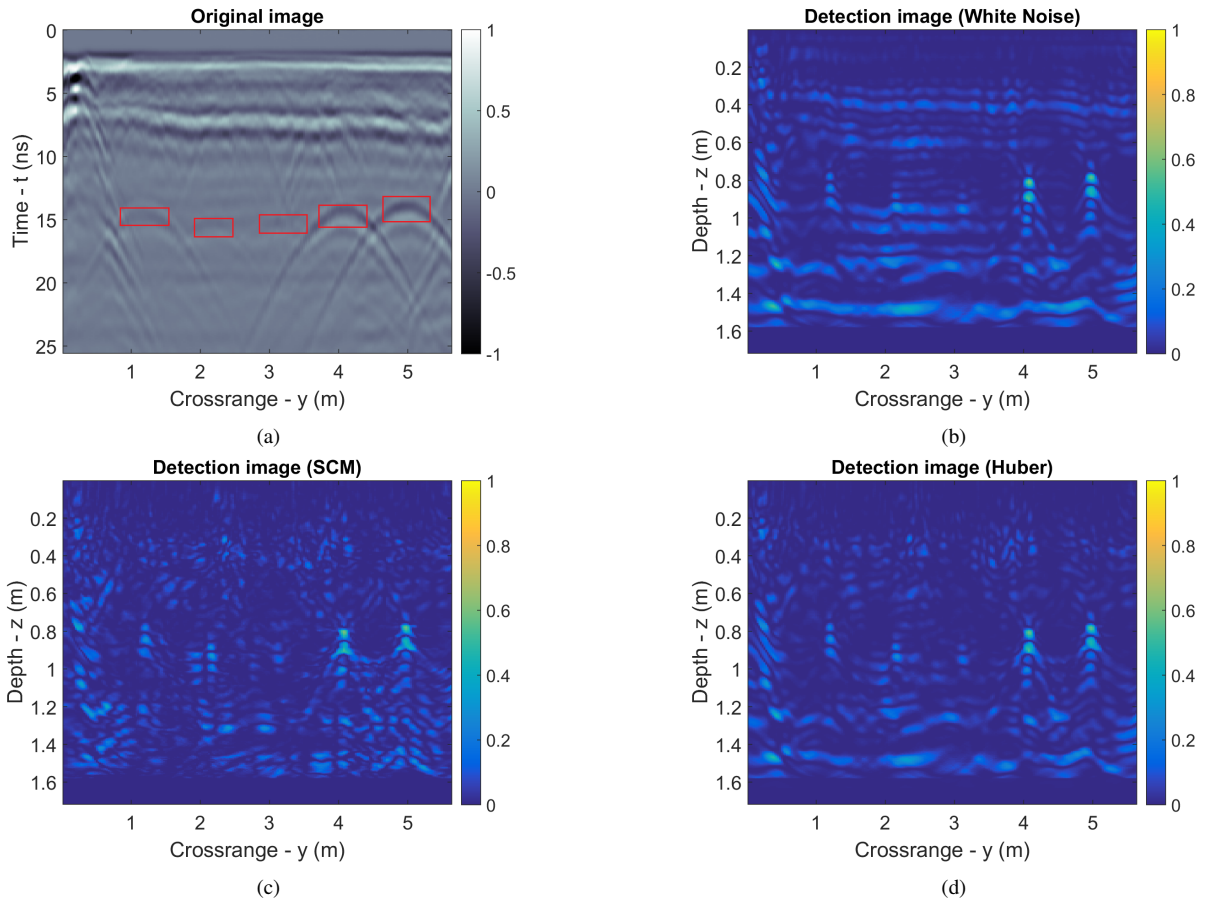 Original image
0
5
10
15
20
25
Time - t (ns)
1 2 3 4 5
Crossrange - y (m)
1
0.5
0
-0.5
-1
(a)
Detection image (White Noise)
0.2
0.4
0.6
0.8
1
1.2
1.4
1.6
Depth - z (m)
1 2 3 4 5
Crossrange - y (m)
1
0.8
0.6
0.4
0.2
0
(b)
Detection image (SCM)
0.2
0.4
0.6
0.8
1
1.2
1.4
1.6
Depth - z (m)
1 2 3 4 5
Crossrange - y (m)
1
0.8
0.6
0.4
0.2
0
(c)
Detection image (Huber)
0.2
0.4
0.6
0.8
1
1.2
1.4
1.6
Depth - z (m)
1 2 3 4 5
Crossrange - y (m)
1
0.8
0.6
0.4
0.2
0
(d)